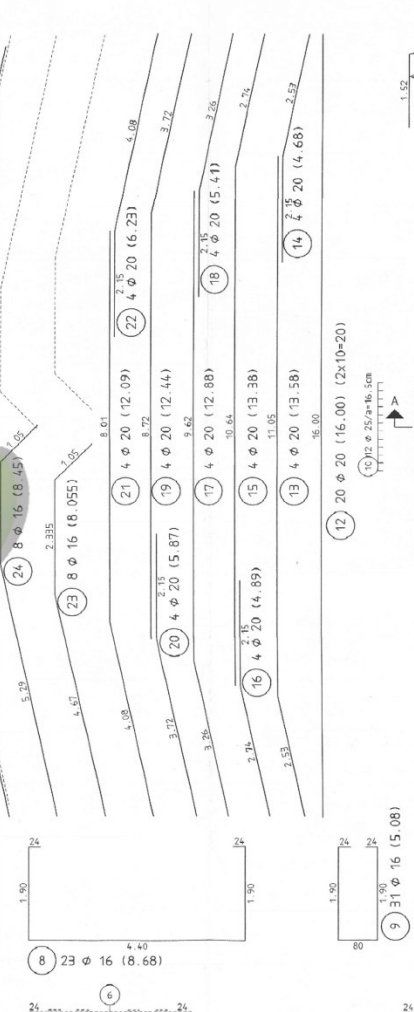 1.52
4.08
3.72
3.26
2.74
2.53
2.15
14 4 ⌀ 20 (4.68)
2.15
18 4 ⌀ 20 (5.41)
2.15
22 4 ⌀ 20 (6.23)
1.05
24 8 ⌀ 16 (8.45)
1.05
2.335
23 8 ⌀ 16 (8.055)
8.01
21 4 ⌀ 20 (12.09)
8.72
19 4 ⌀ 20 (12.44)
9.62
17 4 ⌀ 20 (12.88)
10.64
15 4 ⌀ 20 (13.38)
11.05
13 4 ⌀ 20 (13.58)
16.00
12 20 ⌀ 20 (16.00) (2x10=20)
A
2.15
20 4 ⌀ 20 (5.87)
2.15
16 4 ⌀ 20 (4.89)
5.29
4.67
4.08
3.72
3.26
2.74
2.53
24
24
1.90
1.90
4.40
8 23 ⌀ 16 (8.68)
24
24
1.90
1.90
80
9 31 ⌀ 16 (5.08)
6
24
24
24